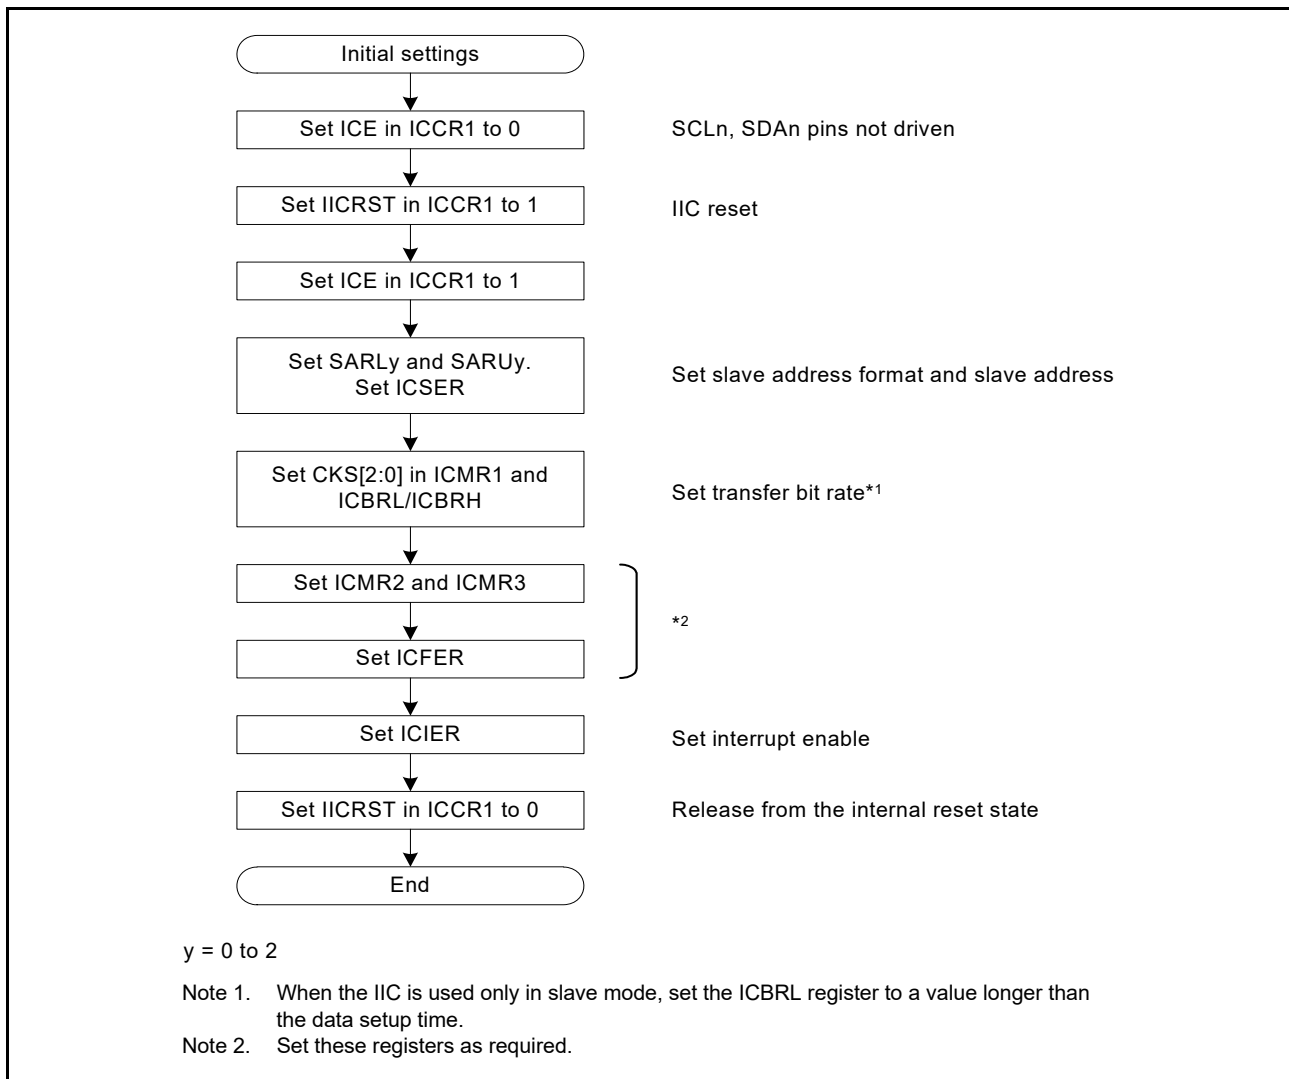 Initial settings
Set ICE in ICCR1 to 0
SCLn, SDAn pins not driven
Set IICRST in ICCR1 to 1
IIC reset
Set ICE in ICCR1 to 1
Set SARLy and SARUy.
Set ICSER
Set slave address format and slave address
Set CKS[2:0] in ICMR1 and
ICBRL/ICBRH
Set transfer bit rate*1
Set ICMR2 and ICMR3
*2
Set ICFER
Set ICIER
Set interrupt enable
Set IICRST in ICCR1 to 0
Release from the internal reset state
End
y = 0 to 2
Note 1. When the IIC is used only in slave mode, set the ICBRL register to a value longer than
the data setup time.
Note 2. Set these registers as required.